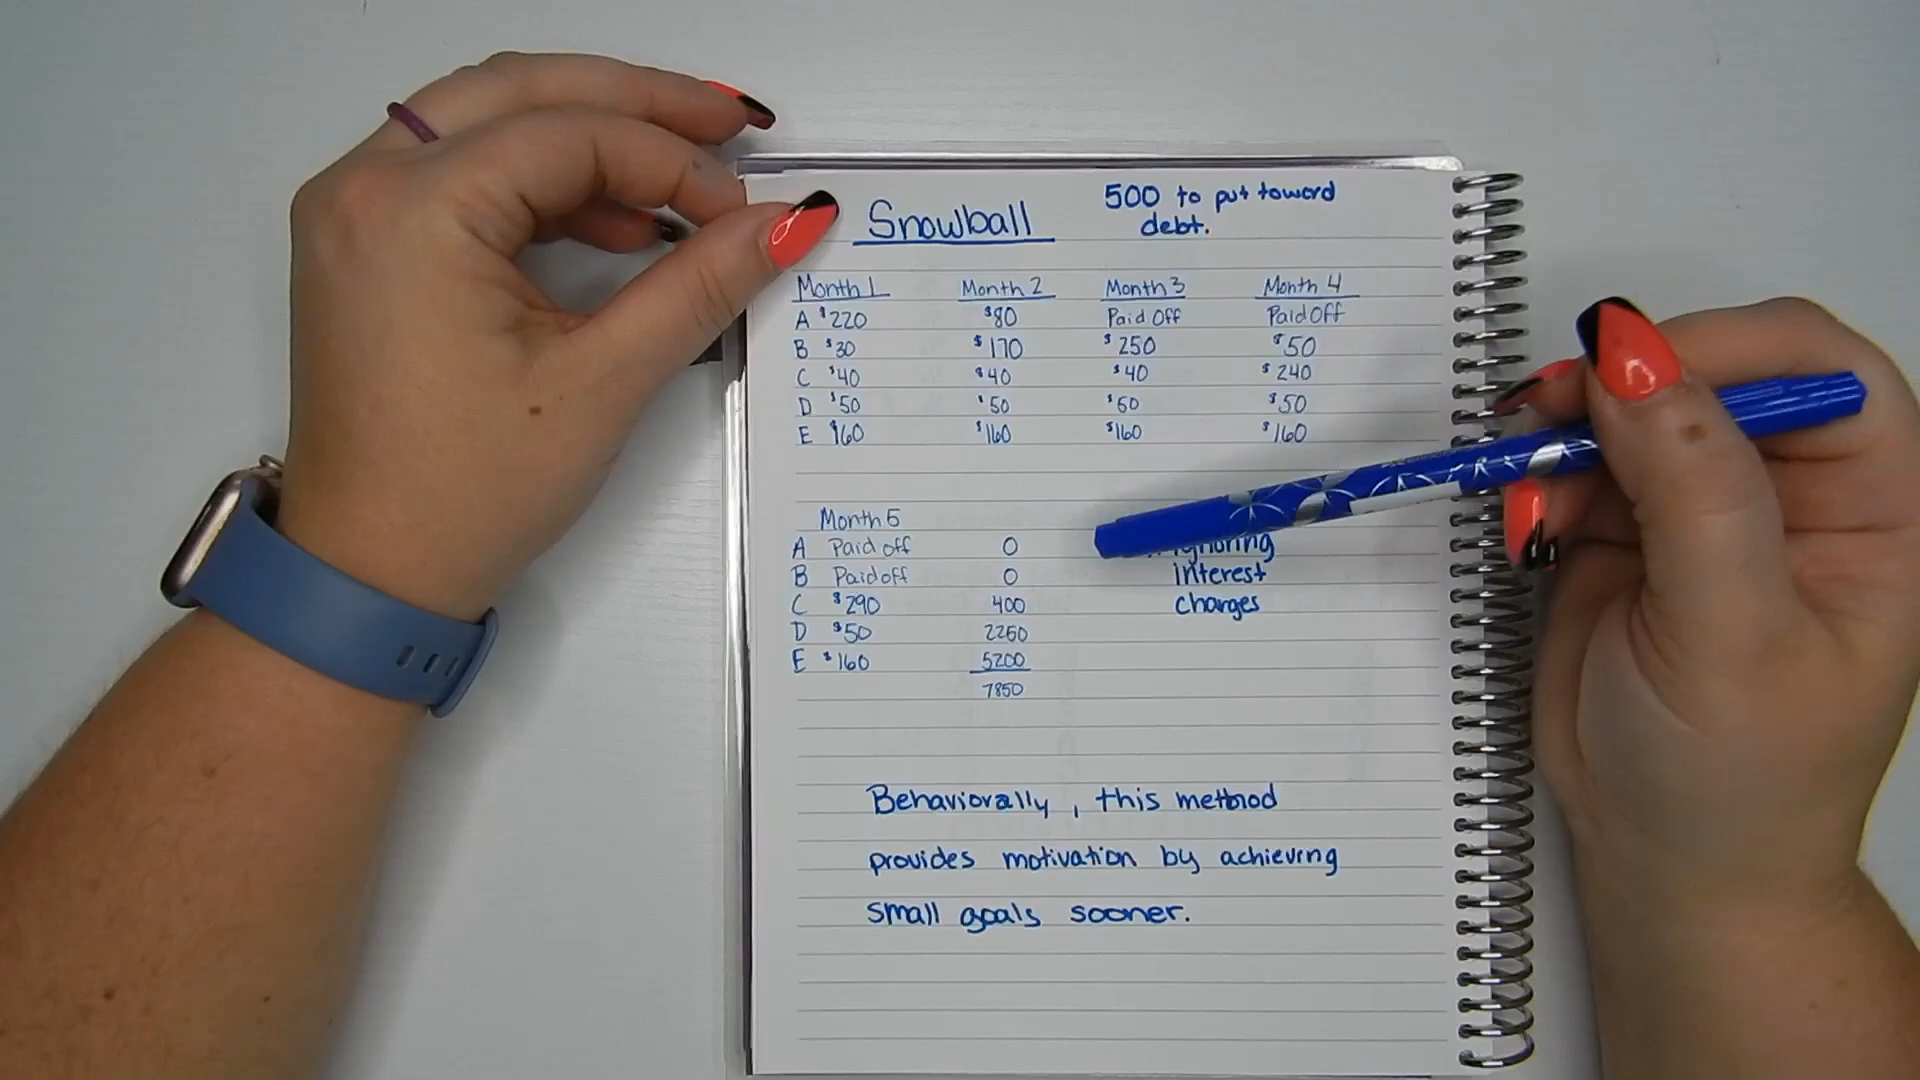 Snowball
500 to put toward
debt.
Month 1 Month 2 Month 3 Month 4
A $220 $80 Paid Off Paid Off
B $30 $170 $250 $50
C $40 $40 $40 $240
D $50 $50 $50 $50
E $160 $160 $160 $160
Month 5
A Paid off 0
B Paid off 0
C $290 400
D $50 2250
E $160 5200
7850
ignoring
interest
charges
Behaviorally, this method
provides motivation by achieving
small goals sooner.